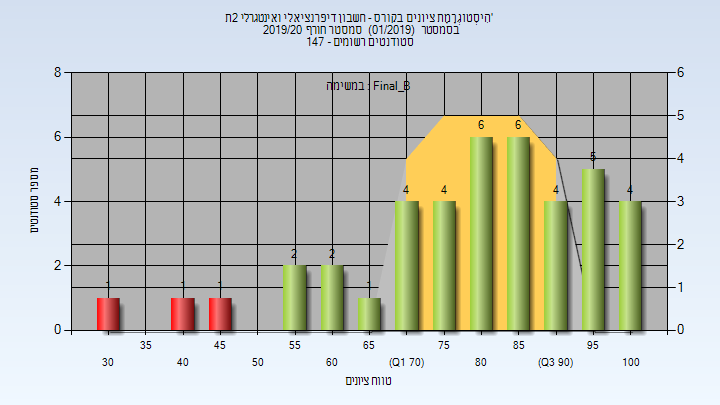 הִיסְטוֹגְרָמַת ציונים בקורס - חשבון דיפרנציאלי ואינטגרלי 2ת'
בסמסטר (01/2019) סמסטר חורף 2019/20
סטודנטים רשומים - 147
במשימה : Final_B
8 6 4 2 0
מספר סטודנטים
6 5 4 3 2 1 0
1 1 1 2 2 1 4 4 6 6 4 5 4
35 45 55 65 75 85 95
30 40 50 60 (Q1 70) 80 (Q3 90) 100
טווח ציונים